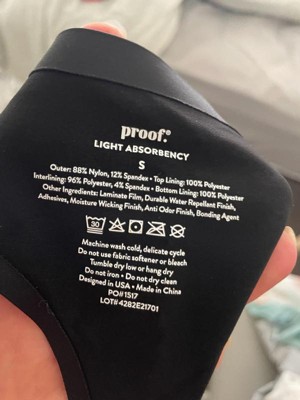 proof.®
LIGHT ABSORBENCY
S
Outer: 88% Nylon, 12% Spandex • Top Lining: 100% Polyester
Interlining: 96% Polyester, 4% Spandex • Bottom Lining: 100% Polyester
Other Ingredients: Laminate Film, Durable Water Repellent Finish,
Adhesives, Moisture Wicking Finish, Anti Odor Finish, Bonding Agent
30
Machine wash cold, delicate cycle
Do not use fabric softener or bleach
Tumble dry low or hang dry
Do not iron • Do not dry clean
Designed in USA • Made in China
PO#1517
LOT#4282E21701